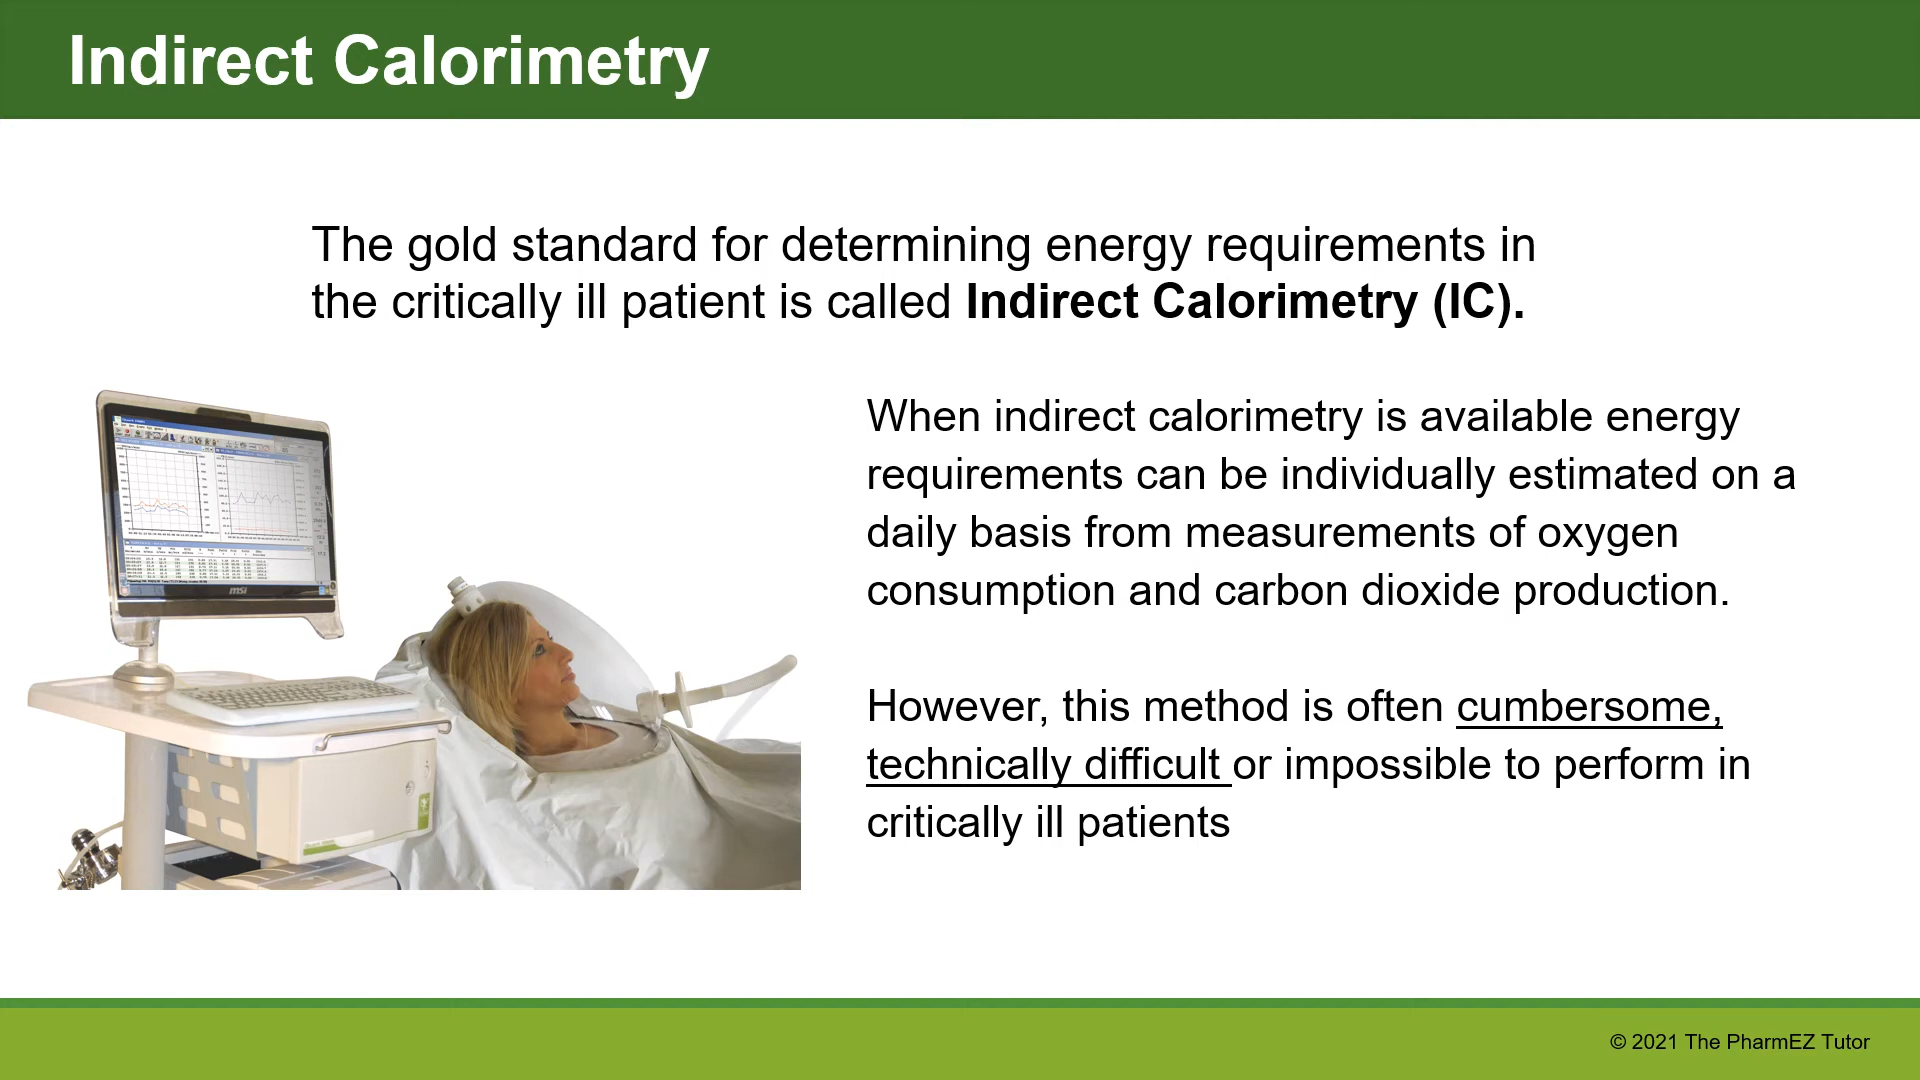 Indirect Calorimetry
The gold standard for determining energy requirements in
the critically ill patient is called Indirect Calorimetry (IC).
When indirect calorimetry is available energy
requirements can be individually estimated on a
daily basis from measurements of oxygen
consumption and carbon dioxide production.
However, this method is often cumbersome,
technically difficult or impossible to perform in
critically ill patients
msi
© 2021 The PharmEZ Tutor